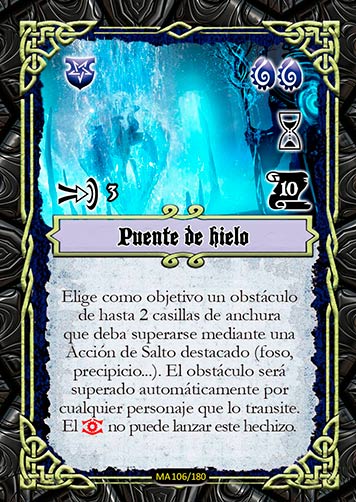 3
10
Puente de hielo
Elige como objetivo un obstáculo
de hasta 2 casillas de anchura
que deba superarse mediante una
Acción de Salto destacado (foso,
precipicio...). El obstáculo será
superado automáticamente por
cualquier personaje que lo transite.
El no puede lanzar este hechizo.
MA106/180